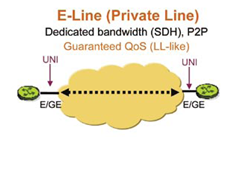 E-Line (Private Line)
Dedicated bandwidth (SDH), P2P
Guaranteed QoS (LL-like)
UNI
UNI
E/GE
E/GE